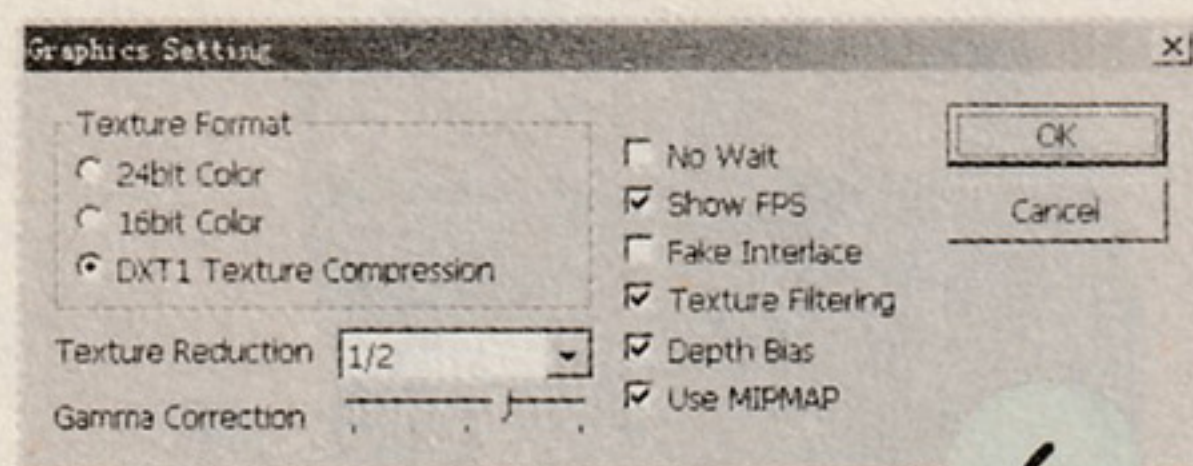 Graphics Setting
Texture Format
24bit Color
16bit Color
DXT1 Texture Compression
Texture Reduction 1/2
Gamma Correction
No Wait
Show FPS
Fake Interlace
Texture Filtering
Depth Bias
Use MIPMAP
OK
Cancel